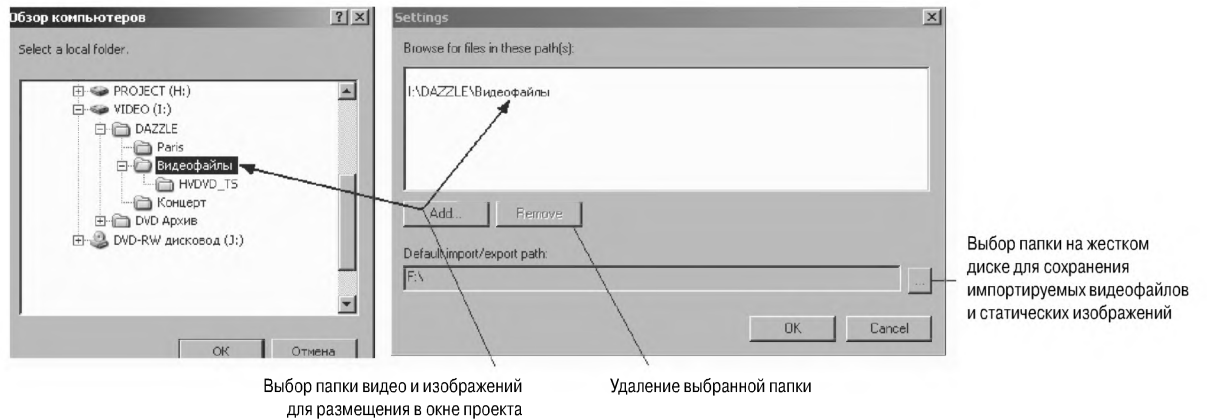 Обзор компьютеров
Select a local folder.
PROJECT (H:)
VIDEO (I:)
DAZZLE
Paris
Видеофайлы
HVDVD_TS
Концерт
DVD Архив
DVD-RW дисковод (J:)
OK
Отмена
Settings
Browse for files in these path(s):
I:\DAZZLE\Видеофайлы
Add...
Remove
Default import/export path:
F:\
...
OK
Cancel
Выбор папки на жестком
диске для сохранения
импортируемых видеофайлов
и статических изображений
Выбор папки видео и изображений
для размещения в окне проекта
Удаление выбранной папки